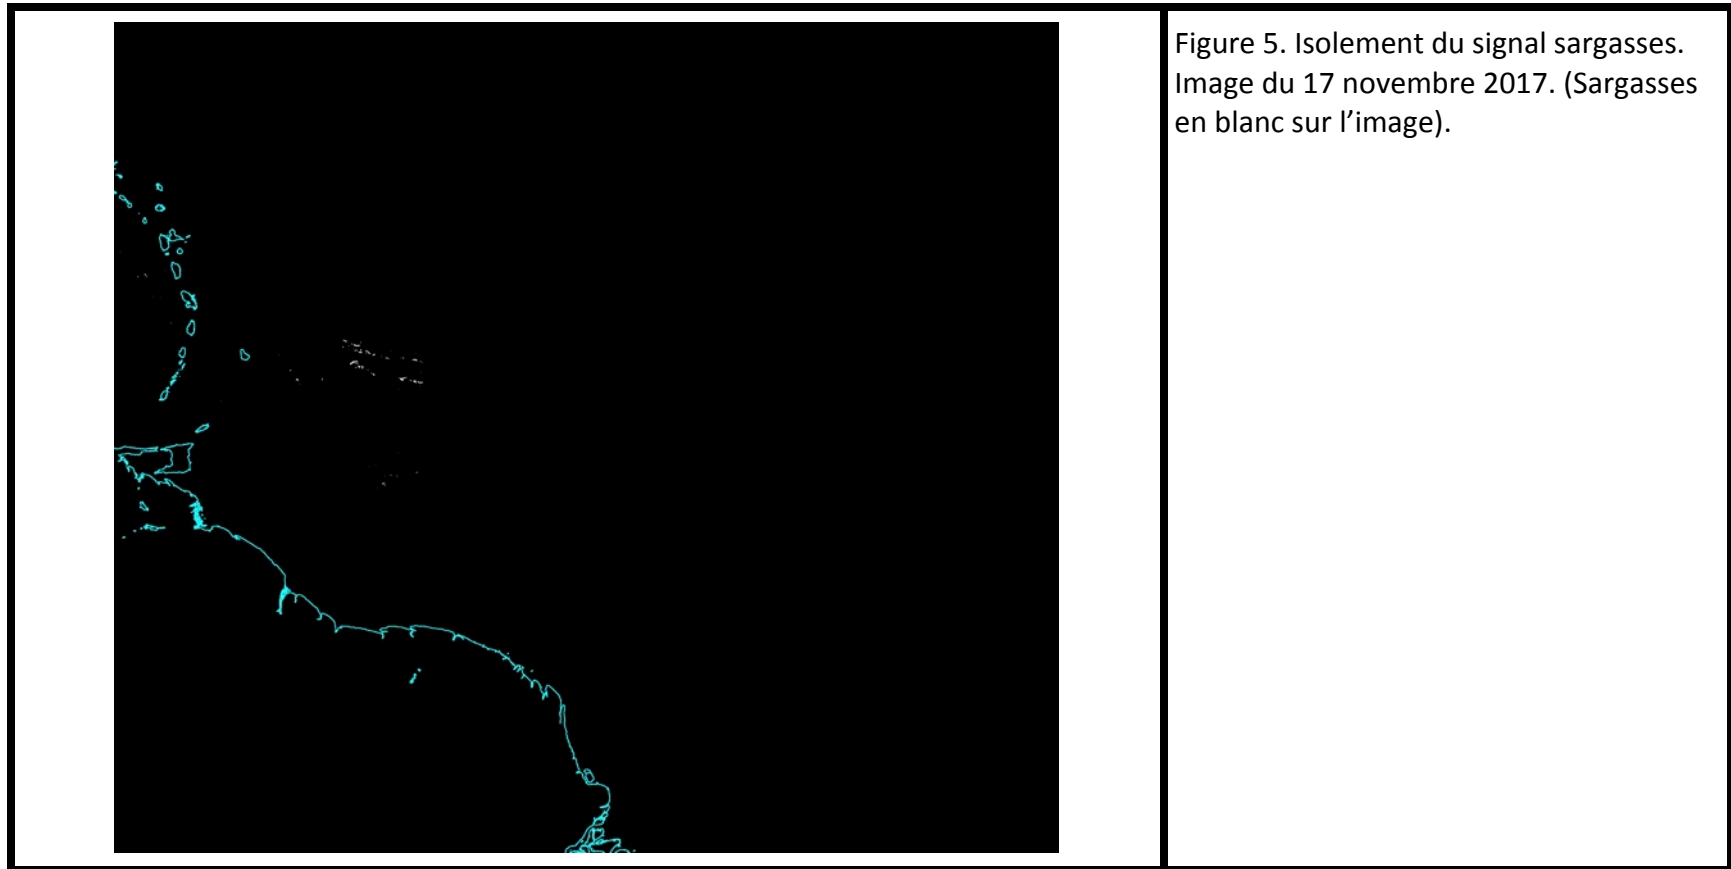 Figure 5. Isolement du signal sargasses.
Image du 17 novembre 2017. (Sargasses
en blanc sur l’image).